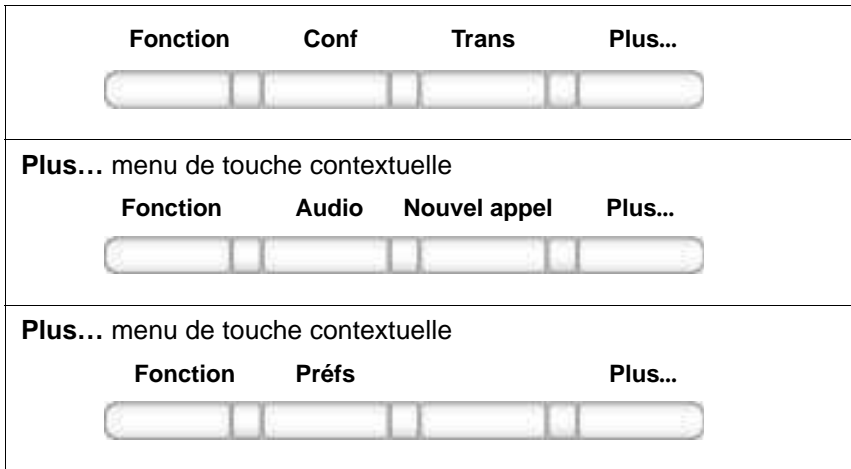 Fonction Conf Trans Plus...
Plus… menu de touche contextuelle
Fonction Audio Nouvel appel Plus...
Plus… menu de touche contextuelle
Fonction Préfs Plus...